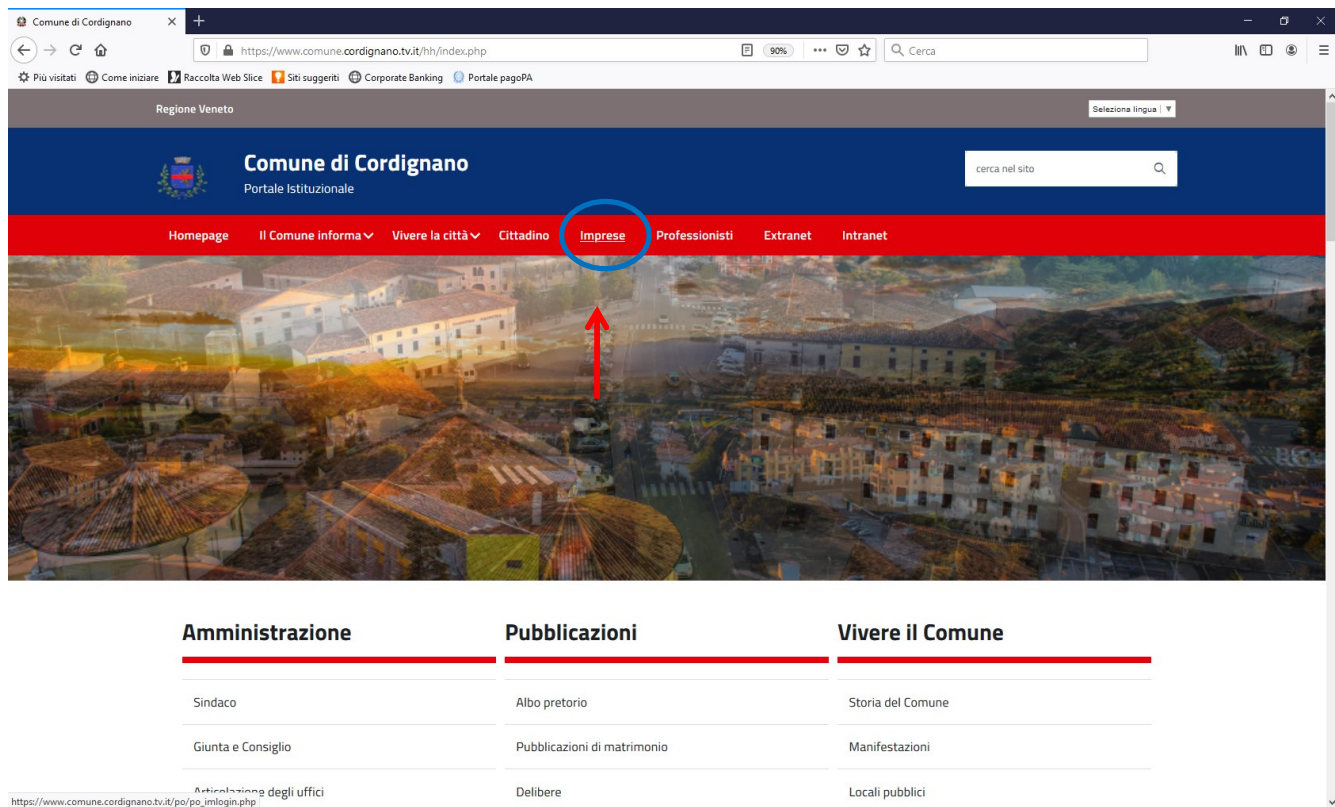 Comune di Cordignano
https://www.comune.cordignano.tv.it/hh/index.php
90%
Cerca
Più visitati Come iniziare Raccolta Web Slice Siti suggeriti Corporate Banking Portale pagoPA
Regione Veneto
Seleziona lingua
Comune di Cordignano
Portale Istituzionale
cerca nel sito
Homepage Il Comune informa Vivere la città Cittadino Imprese Professionisti Extranet Intranet
Amministrazione Pubblicazioni Vivere il Comune
Sindaco Albo pretorio Storia del Comune
Giunta e Consiglio Pubblicazioni di matrimonio Manifestazioni
Articolazione degli uffici Delibere Locali pubblici
https://www.comune.cordignano.tv.it/po/po_imlogin.php